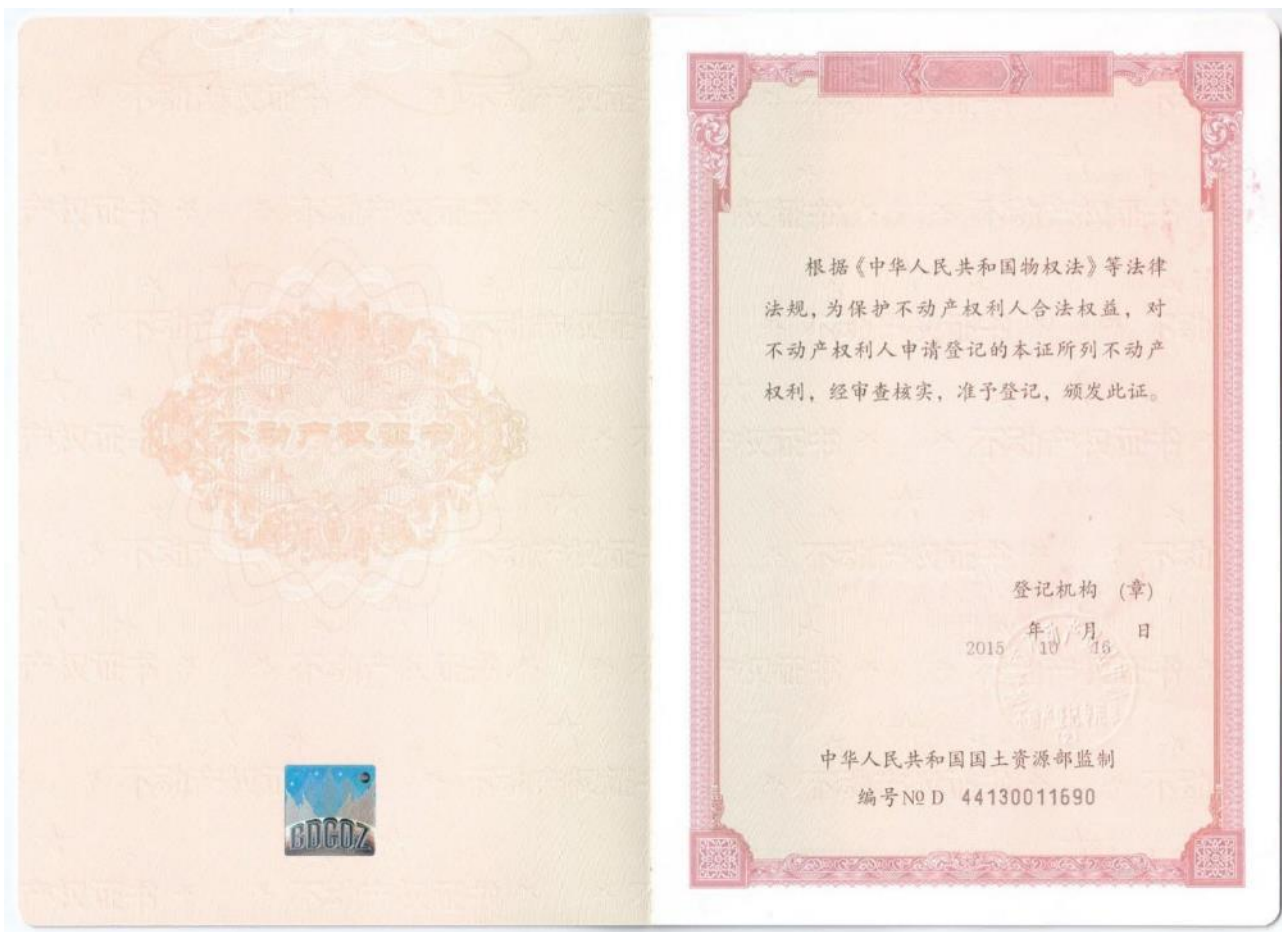 不动产权证书
BDCQZ
根据《中华人民共和国物权法》等法律
法规，为保护不动产权利人合法权益，对
不动产权利人申请登记的本证所列不动产
权利，经审查核实，准予登记，颁发此证。
登记机构 (章)
年 月 日
2015 10 16
中华人民共和国国土资源部监制
编号 № D 44130011690